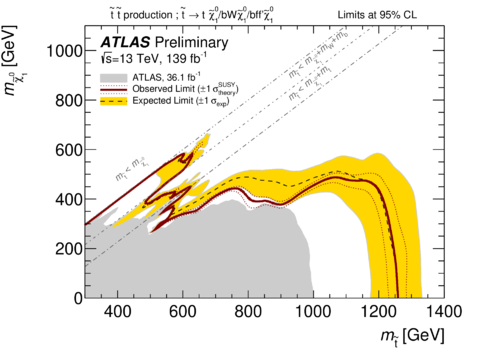 t̃ t̃ production ; t̃ → t χ̃⁰₁/bWχ̃⁰₁/bff'χ̃⁰₁ Limits at 95% CL
m_χ̃⁰₁ [GeV]
1000
800
600
400
200
0
ATLAS Preliminary
√s=13 TeV, 139 fb⁻¹
ATLAS, 36.1 fb⁻¹
Observed Limit (±1 σ^SUSY_theory)
Expected Limit (±1 σ_exp)
m_t̃ < m_χ̃⁰₁
m_t̃ < m_χ̃⁰₁+m_W+m_b
m_t̃ < m_χ̃⁰₁+m_t
400 600 800 1000 1200 1400
m_t̃ [GeV]